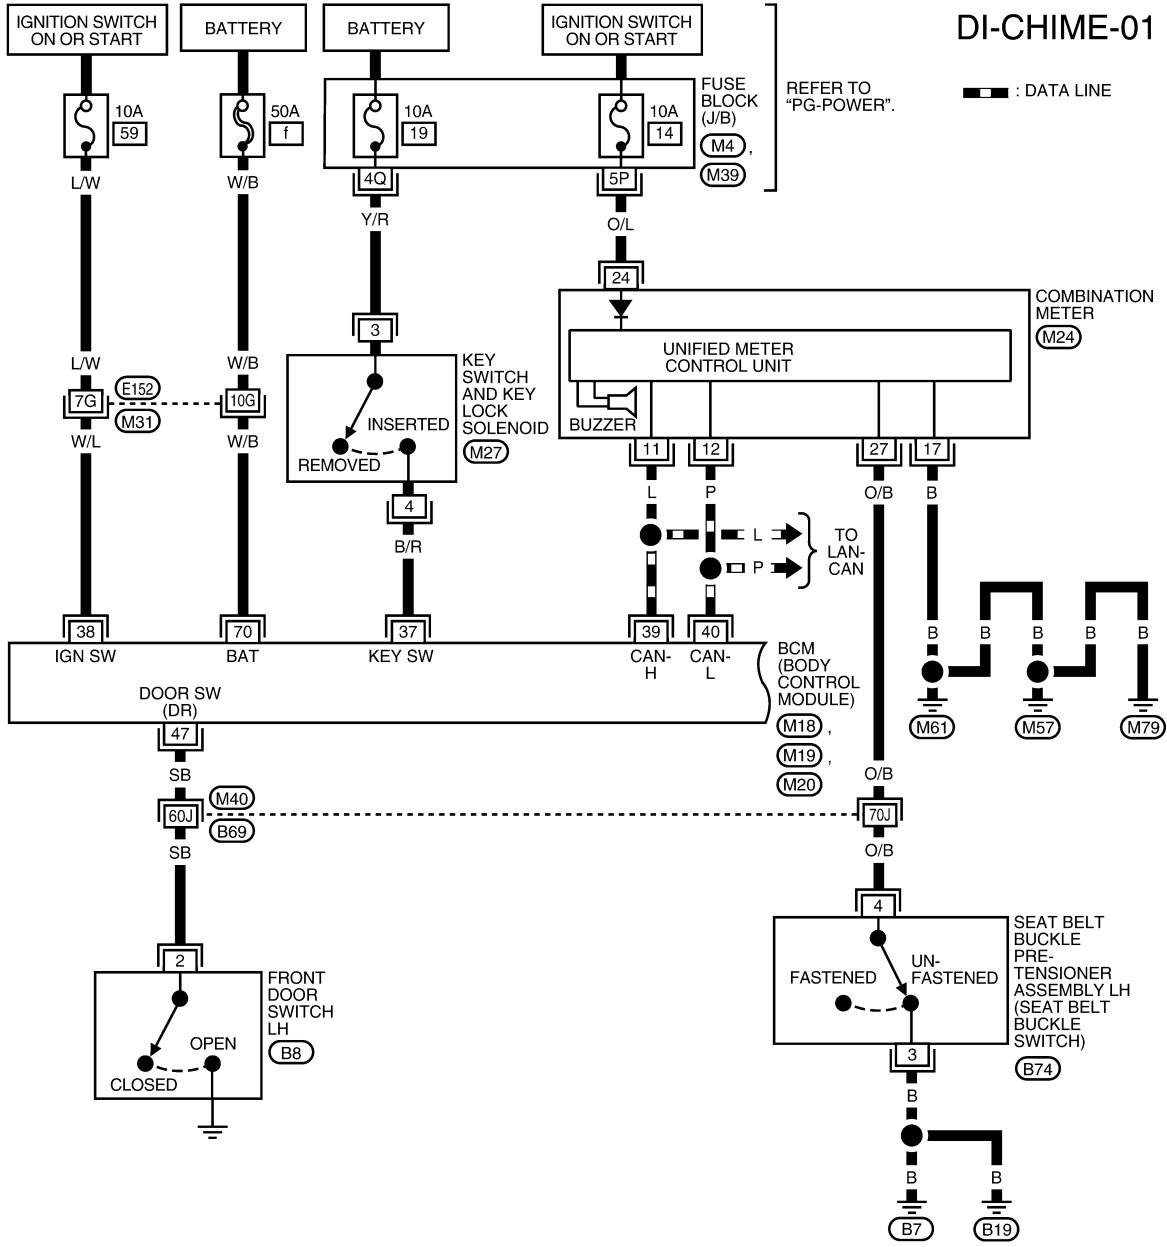 DI-CHIME-01
IGNITION SWITCH
ON OR START
BATTERY
BATTERY
IGNITION SWITCH
ON OR START
: DATA LINE
REFER TO
"PG-POWER".
10A
59
50A
f
10A
19
10A
14
FUSE
BLOCK
(J/B)
M4 ,
M39
4Q
5P
L/W
W/B
Y/R
O/L
24
COMBINATION
METER
M24
UNIFIED METER
CONTROL UNIT
BUZZER
3
KEY
SWITCH
AND KEY
LOCK
SOLENOID
M27
INSERTED
REMOVED
L/W
W/B
7G
E152
M31
10G
W/L
W/B
11
12
27
17
4
L
P
O/B
B
B/R
L
P
TO
LAN-
CAN
38
70
37
39
40
IGN SW
BAT
KEY SW
CAN-
H
CAN-
L
BCM
(BODY
CONTROL
MODULE)
M18 ,
M19 ,
M20
B
B
B
B
B
M61
M57
M79
DOOR SW
(DR)
47
SB
60J
M40
B69
SB
O/B
70J
O/B
2
FRONT
DOOR
SWITCH
LH
B8
OPEN
CLOSED
4
SEAT BELT
BUCKLE
PRE-
TENSIONER
ASSEMBLY LH
(SEAT BELT
BUCKLE
SWITCH)
B74
FASTENED
UN-
FASTENED
3
B
B
B
B7
B19